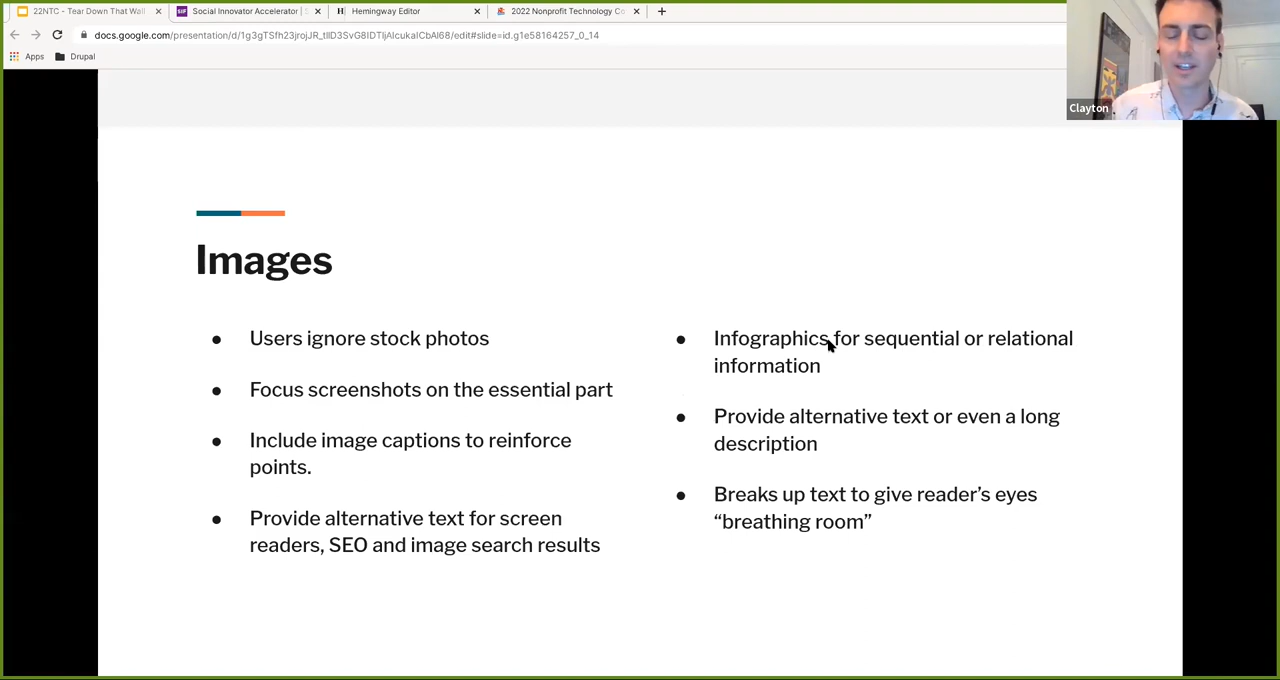 22NTC - Tear Down That Wall
Social Innovator Accelerator |
Hemingway Editor
2022 Nonprofit Technology Co
Apps
Drupal
Clayton
Images
Users ignore stock photos
Focus screenshots on the essential part
Include image captions to reinforce
points.
Provide alternative text for screen
readers, SEO and image search results
Infographics for sequential or relational
information
Provide alternative text or even a long
description
Breaks up text to give reader’s eyes
“breathing room”